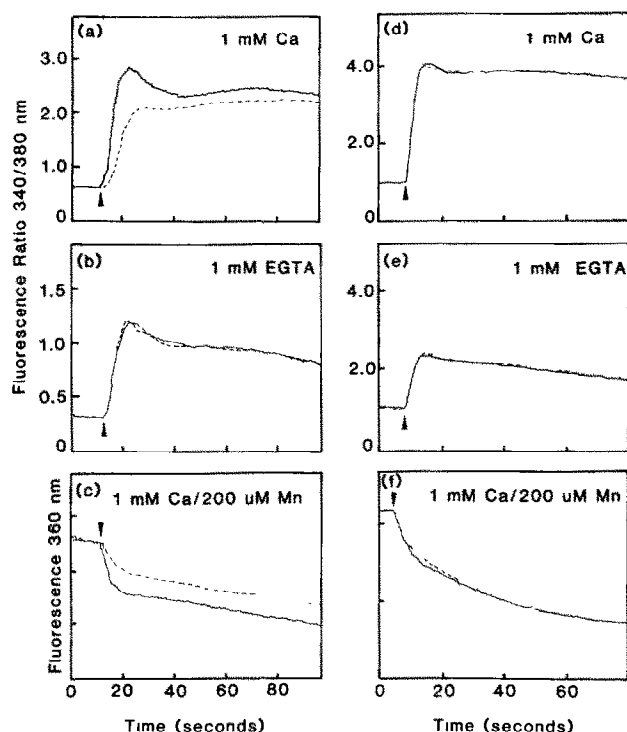 (a)
1 mM Ca
3.0
2.0
1.0
0
(d)
1 mM Ca
4.0
2.0
0
Fluorescence Ratio 340/380 nm
(b)
1 mM EGTA
1.5
1.0
0.5
0
(e)
1 mM EGTA
4.0
2.0
0
(c)
1 mM Ca/200 uM Mn
Fluorescence 360 nm
0 20 40 60 80
Time (seconds)
(f)
1 mM Ca/200 uM Mn
0 20 40 60 80
Time (seconds)